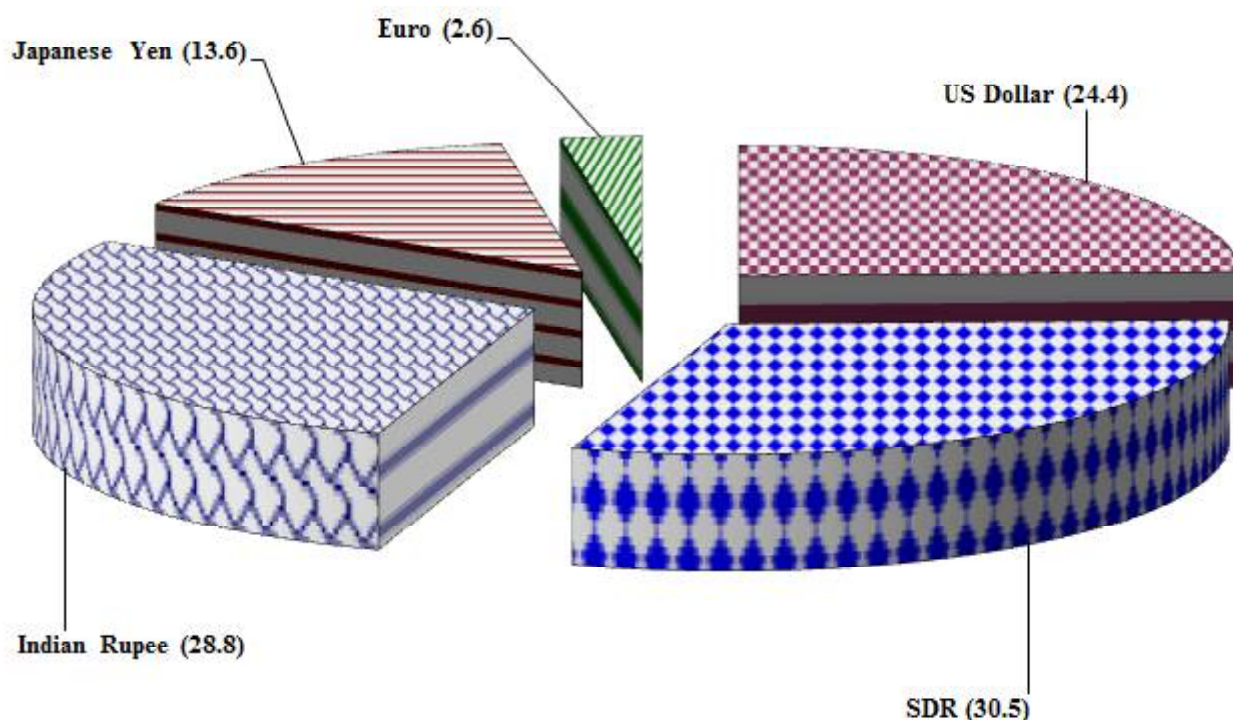 Euro (2.6)
Japanese Yen (13.6)
US Dollar (24.4)
Indian Rupee (28.8)
SDR (30.5)